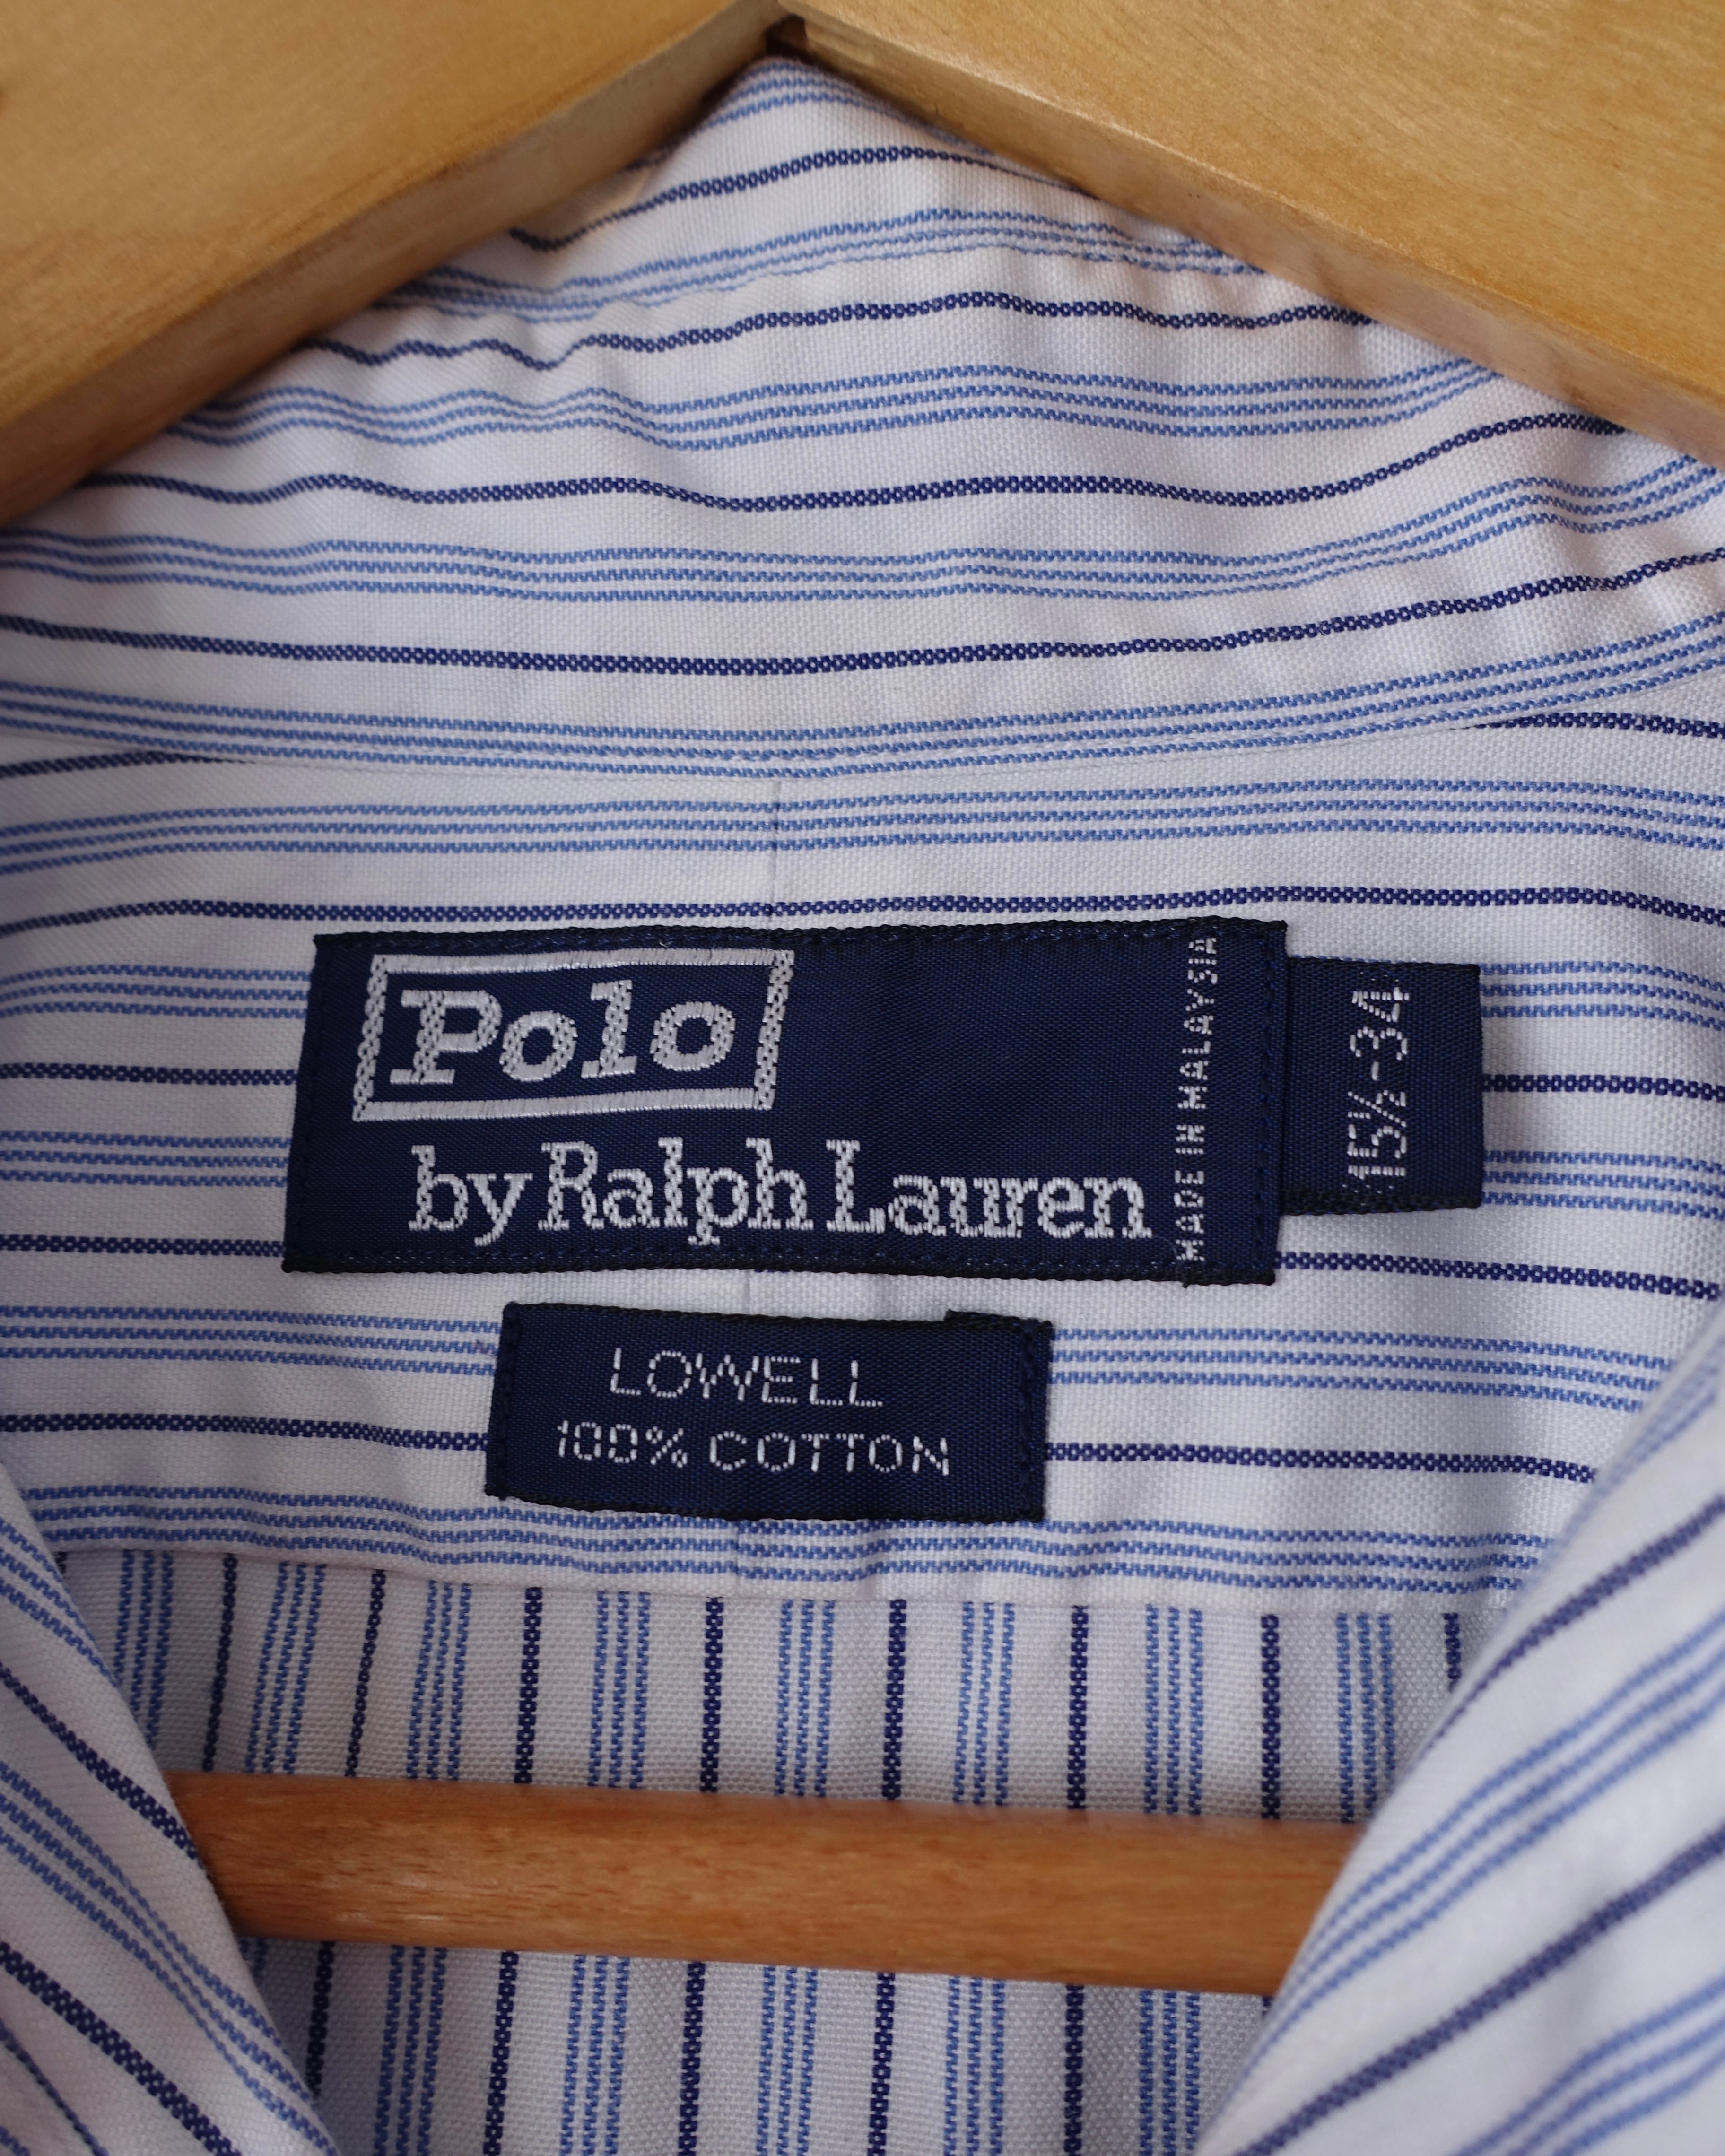 Polo
by Ralph Lauren
MADE IN MALAYSIA
15½-34
LOWELL
100% COTTON